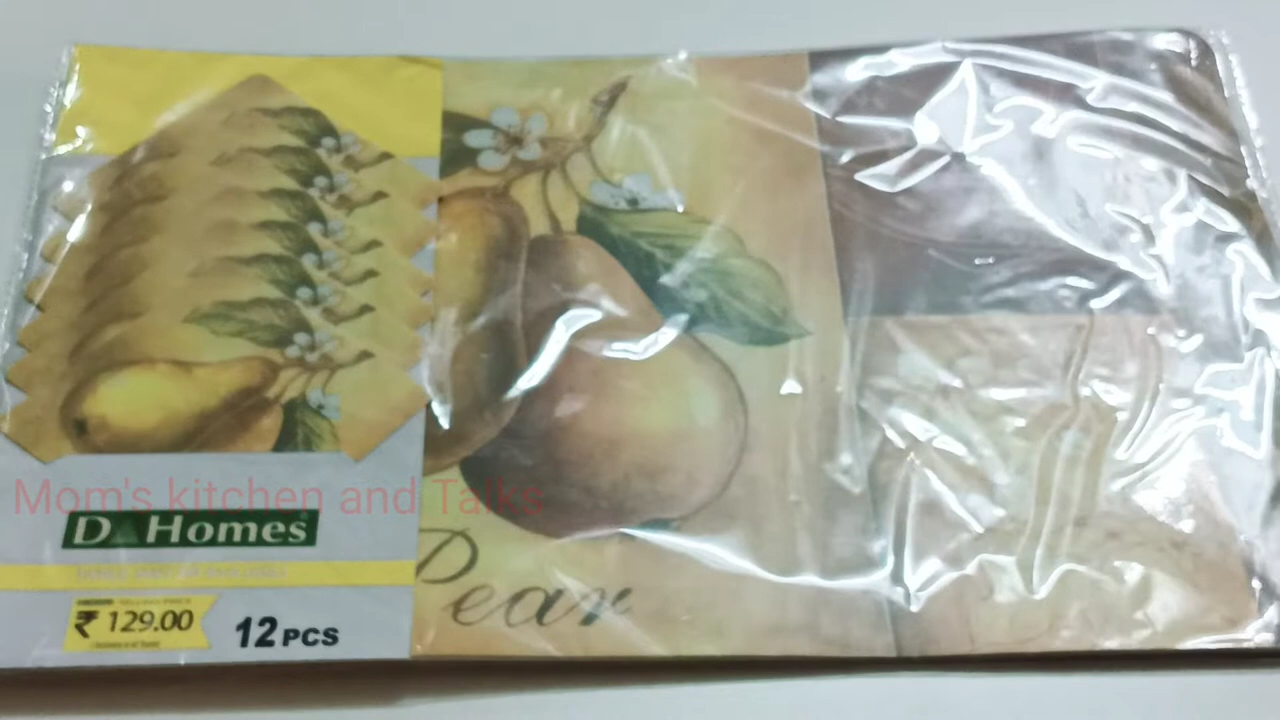 Mom's kitchen and Talks
D Homes
Pear
₹ 129.00
12 PCS